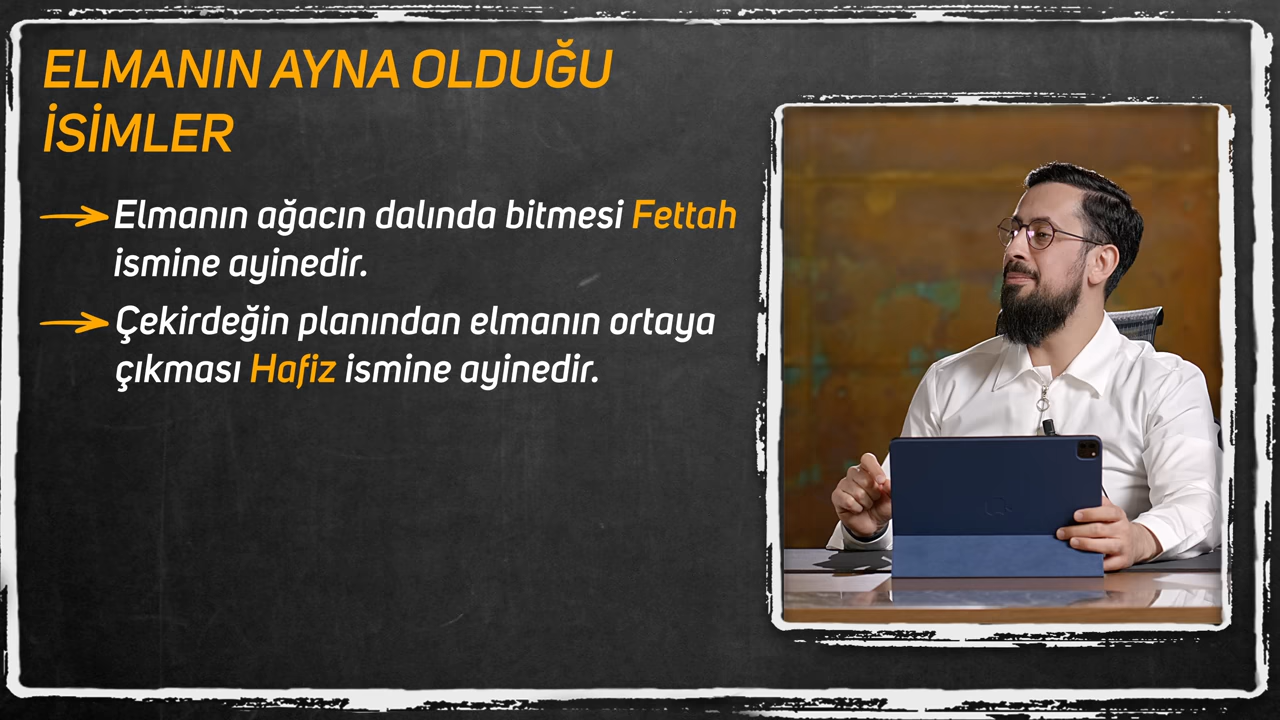 ELMANIN AYNA OLDUĞU
İSİMLER
Elmanın ağacın dalında bitmesi Fettah
ismine ayinedir.
Çekirdeğin planından elmanın ortaya
çıkması Hafiz ismine ayinedir.